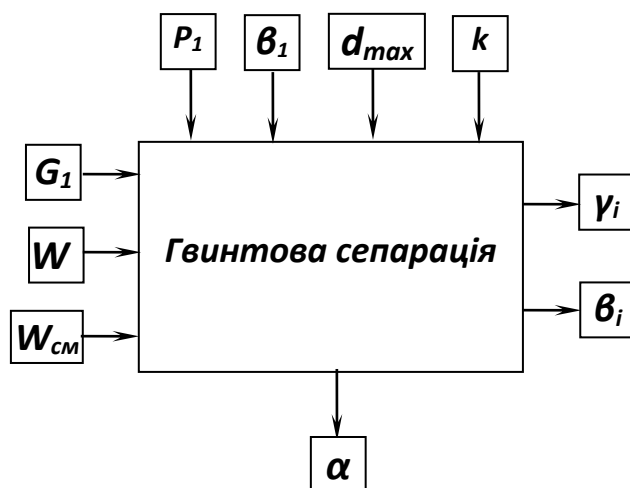 P₁ в₁ d_max k
G₁
W
W_см
Гвинтова сепарація
γᵢ
вᵢ
α